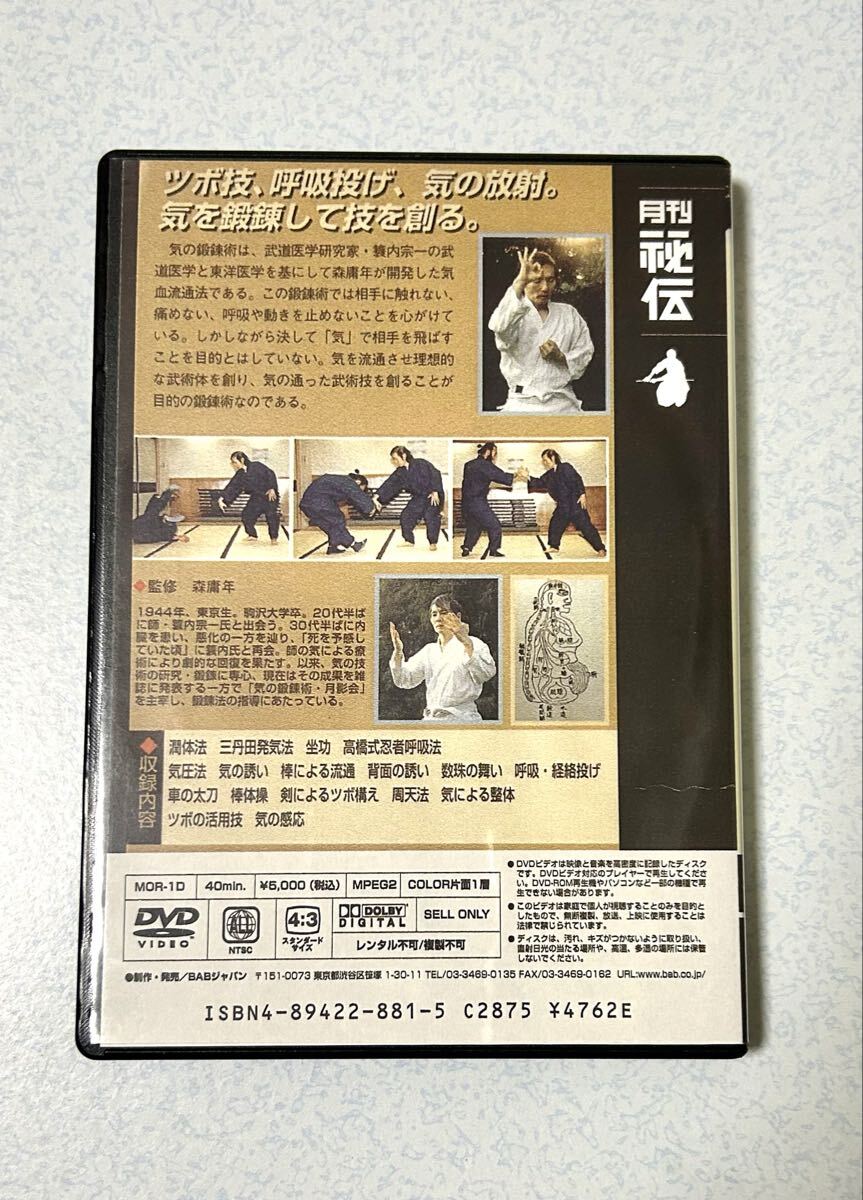 ツボ技、呼吸投げ、気の放射。
気を鍛錬して技を創る。
気の鍛錬術は、武道医学研究家・簑内宗一の武
道医学と東洋医学を基にして森庸年が開発した気
血流通法である。この鍛錬術では相手に触れない、
痛めない、呼吸や動きを止めないことを心がけて
いる。しかしながら決して「気」で相手を飛ばす
ことを目的とはしていない。気を流通させ理想的
な武術体を創り、気の通った武術技を創ることが
目的の鍛錬術なのである。
月刊
秘伝
◆監修 森庸年
1944年、東京生。駒沢大学卒。20代半ば
に師・簑内宗一氏と出会う。30代半ばに内
臓を患い、悪化の一方を辿り、「死を予感し
ていた頃」に簑内氏と再会。師の気による療
術により劇的な回復を果たす。以来、気の技
術の研究・鍛錬に専心、現在はその成果を雑
誌に発表する一方で「気の鍛錬術・月影会」
を主宰し、鍛錬法の指導にあたっている。
◆収録内容
潤体法 三丹田発気法 坐功 高橋式忍者呼吸法
気圧法 気の誘い 棒による流通 背面の誘い 数珠の舞い 呼吸・経絡投げ
車の太刀 棒体操 剣によるツボ構え 周天法 気による整体
ツボの活用技 気の感応
MOR-1D 40min. ¥5,000(税込) MPEG2 COLOR片面1層
DVD VIDEO
ALL
NTSC
4:3
スタンダード
サイズ
DOLBY DIGITAL
SELL ONLY
レンタル不可/複製不可
●DVDビデオは映像と音楽を高密度に記録したディスク
です。DVDビデオ対応のプレイヤーで再生してくださ
い。DVD-ROM再生機やパソコンなど一部の機種で再
生できない場合があります。
●このビデオは家庭で個人が視聴することのみを目的と
したもので、無断複製、放送、上映に使用することは
法律で禁じられています。
●ディスクは、汚れ、キズがつかないように取り扱い、
直射日光の当たる場所や、高温、多湿の場所には保管
しないでください。
●制作・発売/BABジャパン 〒151-0073 東京都渋谷区笹塚 1-30-11 TEL/03-3469-0135 FAX/03-3469-0162 URL:www.bab.co.jp/
ISBN4-89422-881-5 C2875 ¥4762E